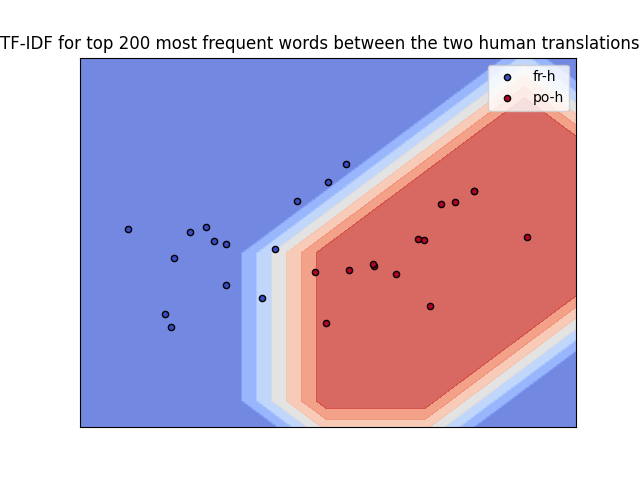 TF-IDF for top 200 most frequent words between the two human translations
fr-h
po-h